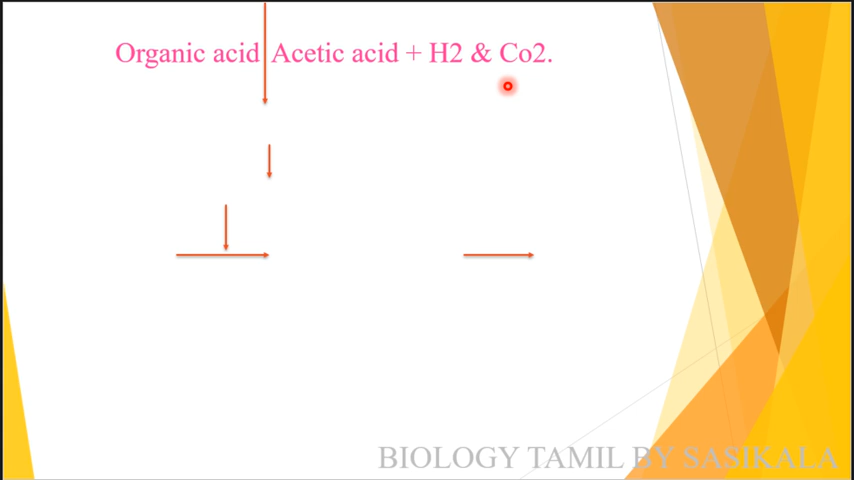 Organic acid Acetic acid + H2 & Co2.
BIOLOGY TAMIL BY SASIKALA